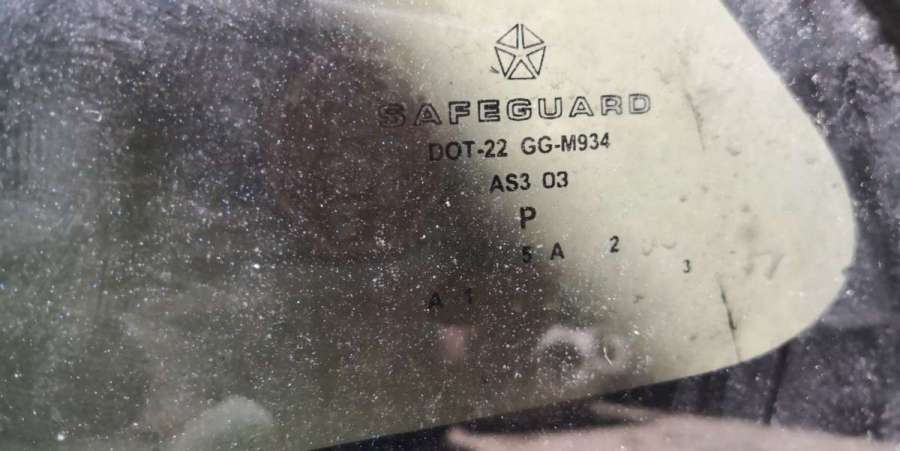 SAFEGUARD
DOT-22 GG-M934
AS3 03
P
5 A 2
3
A 1